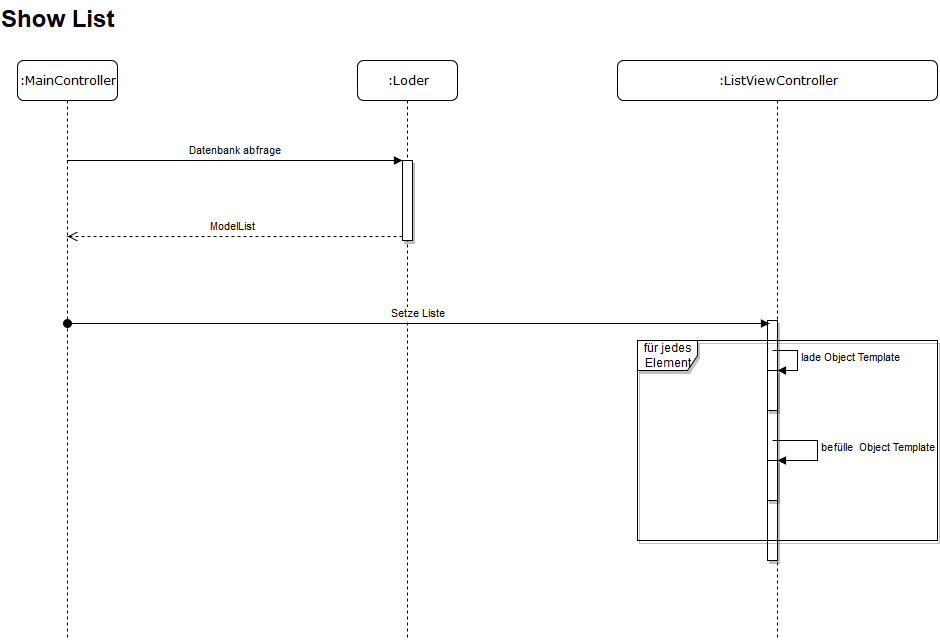 Show List
:MainController
:Loder
:ListViewController
Datenbank abfrage
ModelList
Setze Liste
für jedes
Element
lade Object Template
befülle  Object Template